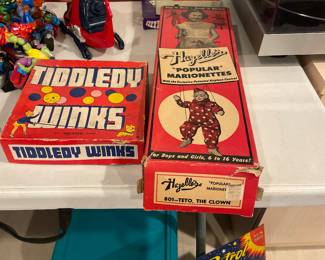 TIDDLEDY
WINKS
TIDDLEDY WINKS
Hazelle's
"POPULAR"
MARIONETTES
for Boys and Girls, 6 to 16 Years!
Hazelle's
"POPULAR"
MARIONET
801—TETO, THE CLOWN